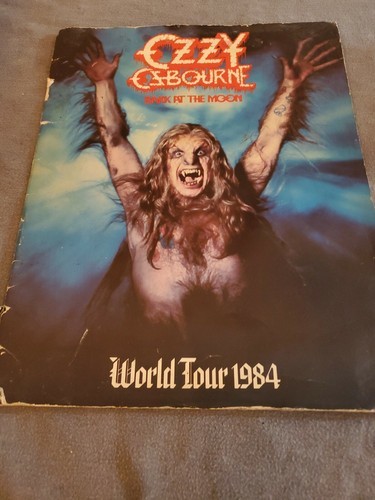 OZZY
OSBOURNE
BARK AT THE MOON
World Tour 1984